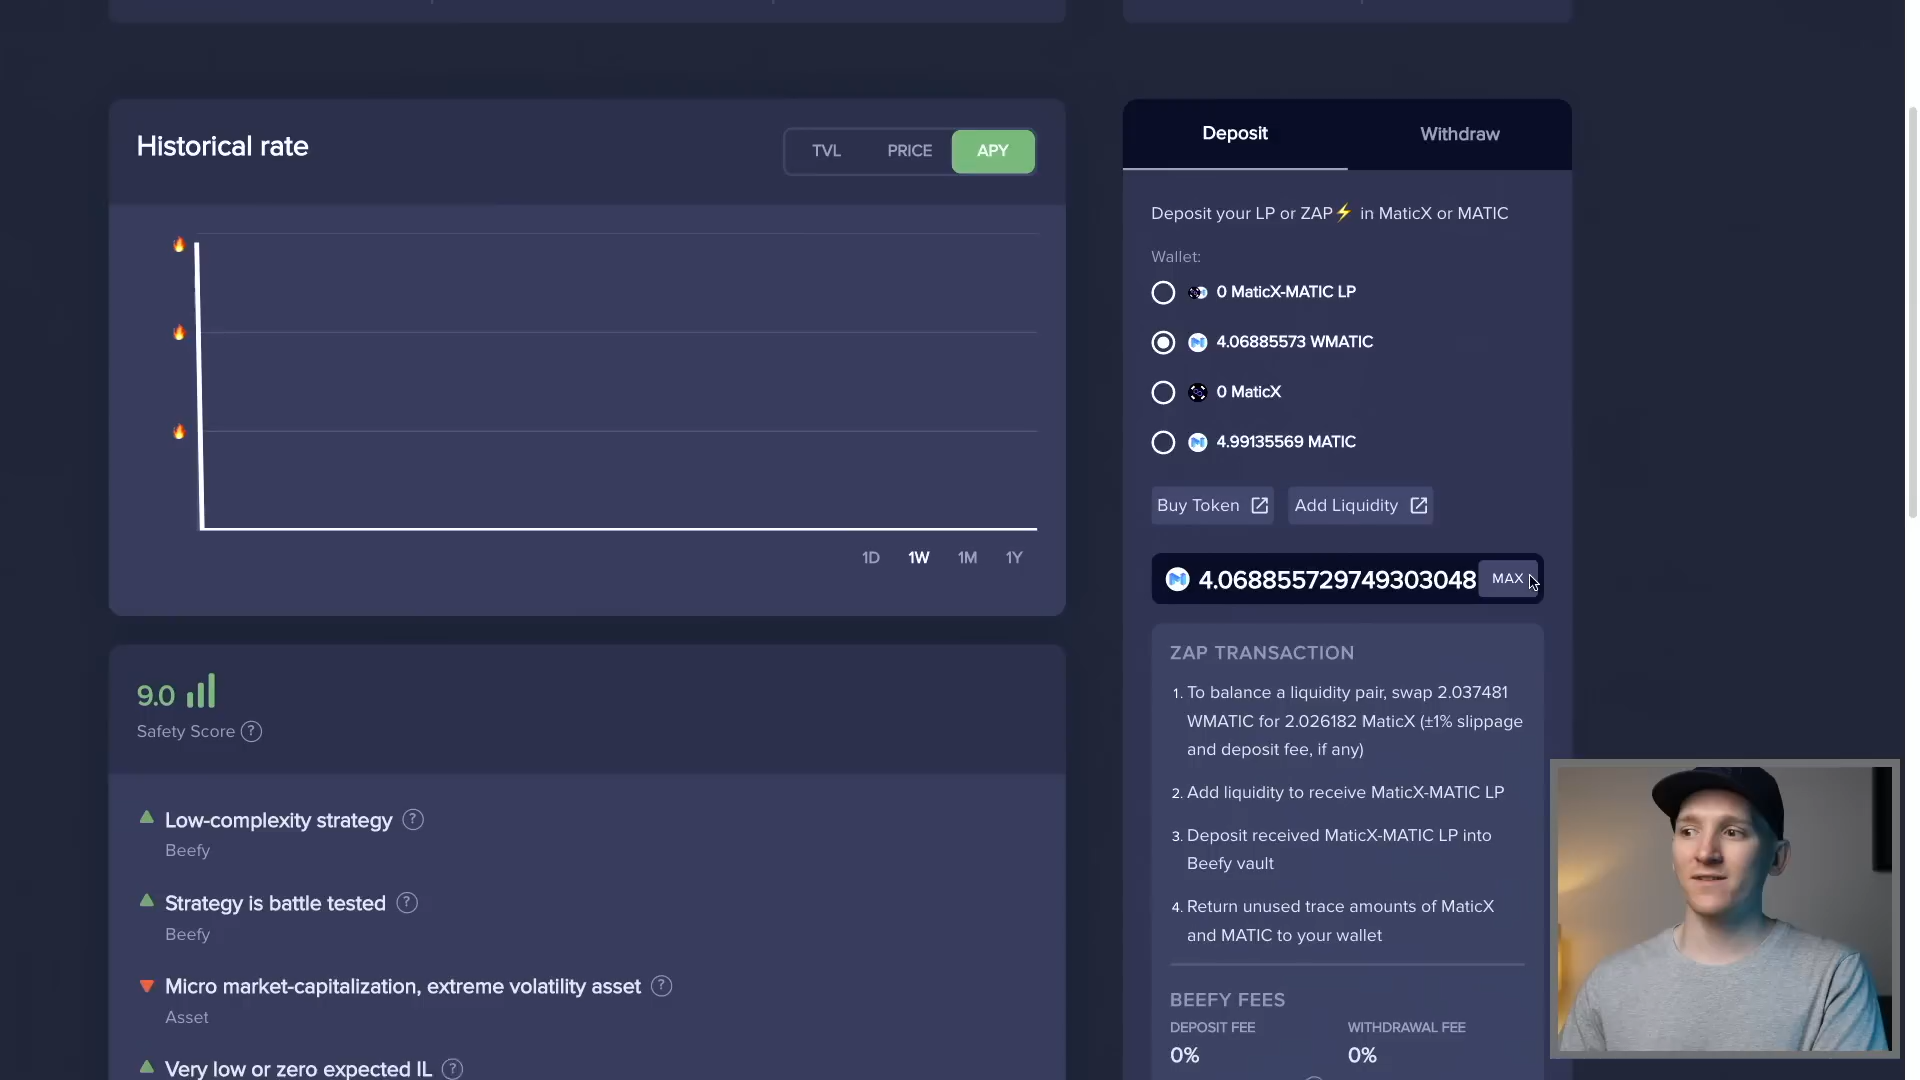 Historical rate
TVL
PRICE
APY
1D
1W
1M
1Y
9.0
Safety Score ?
Low-complexity strategy ?
Beefy
Strategy is battle tested ?
Beefy
Micro market-capitalization, extreme volatility asset ?
Asset
Very low or zero expected IL ?
Deposit
Withdraw
Deposit your LP or ZAP⚡ in MaticX or MATIC
Wallet:
0 MaticX-MATIC LP
4.06885573 WMATIC
0 MaticX
4.99135569 MATIC
Buy Token
Add Liquidity
4.068855729749303048
MAX
ZAP TRANSACTION
1. To balance a liquidity pair, swap 2.037481
WMATIC for 2.026182 MaticX (±1% slippage
and deposit fee, if any)
2. Add liquidity to receive MaticX-MATIC LP
3. Deposit received MaticX-MATIC LP into
Beefy vault
4. Return unused trace amounts of MaticX
and MATIC to your wallet
BEEFY FEES
DEPOSIT FEE
WITHDRAWAL FEE
0%
0%